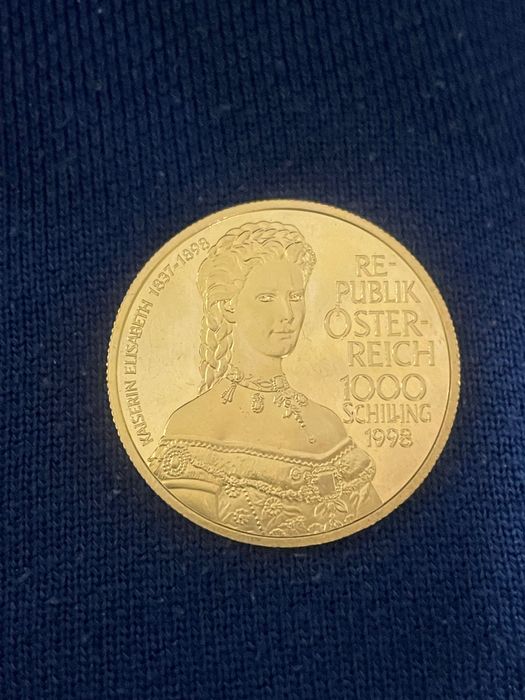 KAISERIN ELISABETH 1837-1898
RE-
PUBLIK
ÖSTER-
REICH
1000
SCHILLING
1998